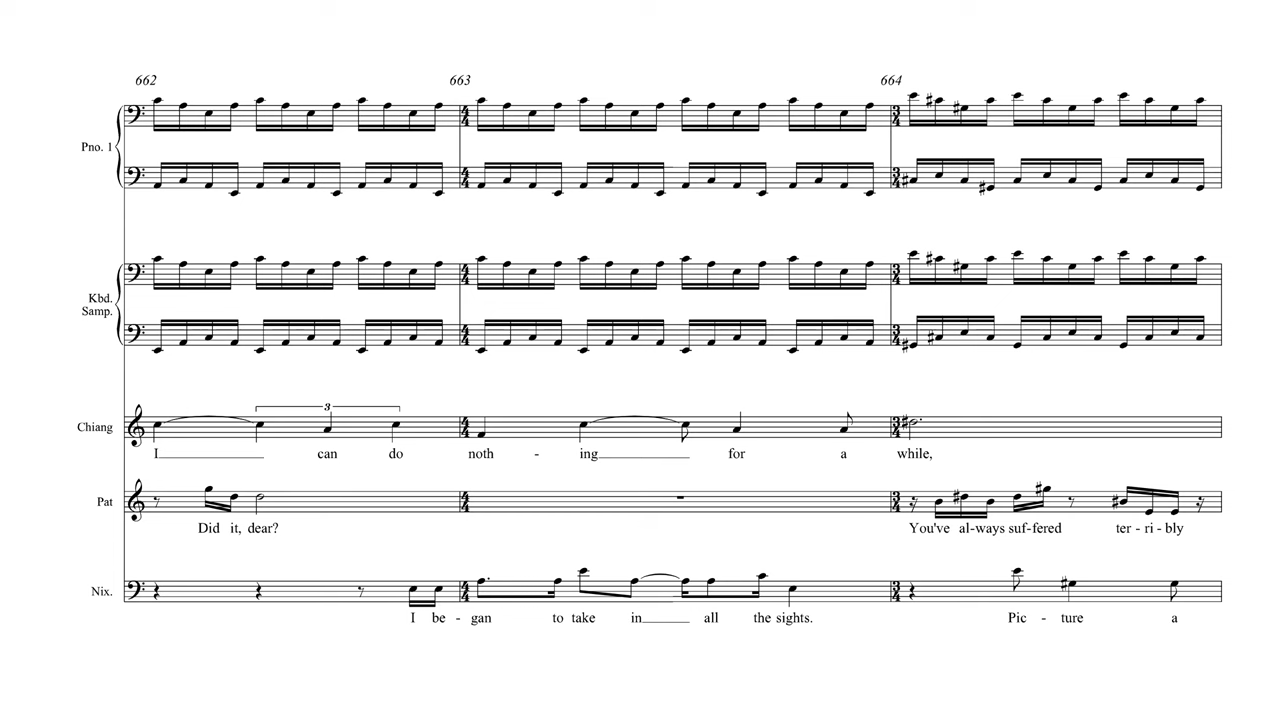 662 663 664
Pno. 1
Kbd.
Samp.
3
Chiang
I can do noth - ing for a while,
Pat
Did it, dear? You've al-ways suf-fered ter - ri - bly
Nix.
I be - gan to take in all the sights. Pic - ture a